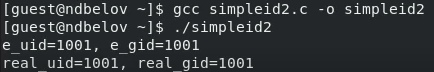 [guest@ndbelov ~]$ gcc simpleid2.c -o simpleid2
[guest@ndbelov ~]$ ./simpleid2
e_uid=1001, e_gid=1001
real_uid=1001, real_gid=1001